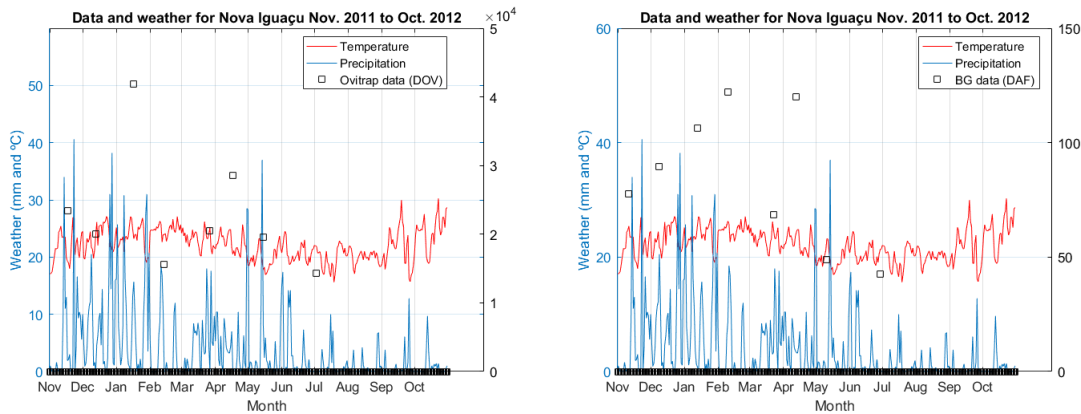 Data and weather for Nova Iguaçu Nov. 2011 to Oct. 2012
×10⁴
Temperature
Precipitation
Ovitrap data (DOV)
Weather (mm and ºC)
50
40
30
20
10
0
5
4
3
2
1
0
Nov Dec Jan Feb Mar Apr May Jun Jul Aug Sep Oct
Month
Data and weather for Nova Iguaçu Nov. 2011 to Oct. 2012
Temperature
Precipitation
BG data (DAF)
Weather (mm and ºC)
60
50
40
30
20
10
0
150
100
50
0
Nov Dec Jan Feb Mar Apr May Jun Jul Aug Sep Oct
Month